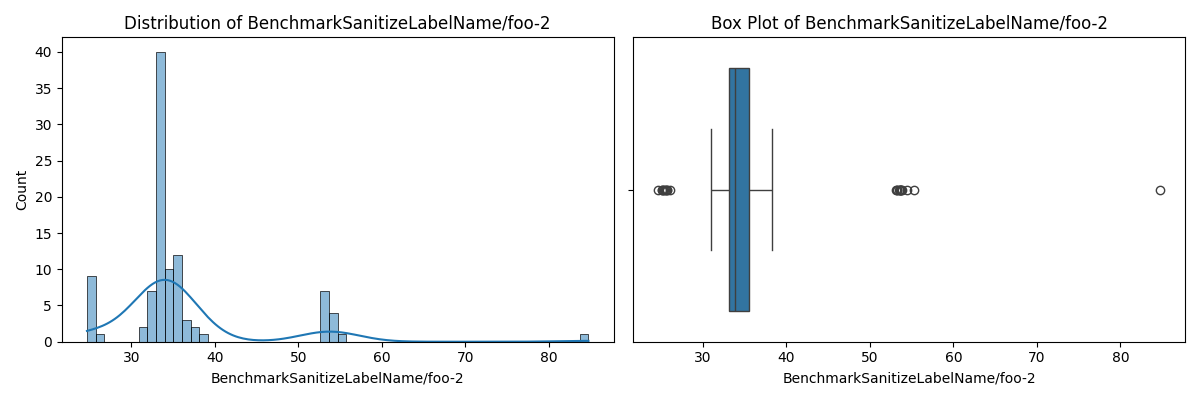 Distribution of BenchmarkSanitizeLabelName/foo-2
Count
40
35
30
25
20
15
10
5
0
30 40 50 60 70 80
BenchmarkSanitizeLabelName/foo-2
Box Plot of BenchmarkSanitizeLabelName/foo-2
30 40 50 60 70 80
BenchmarkSanitizeLabelName/foo-2